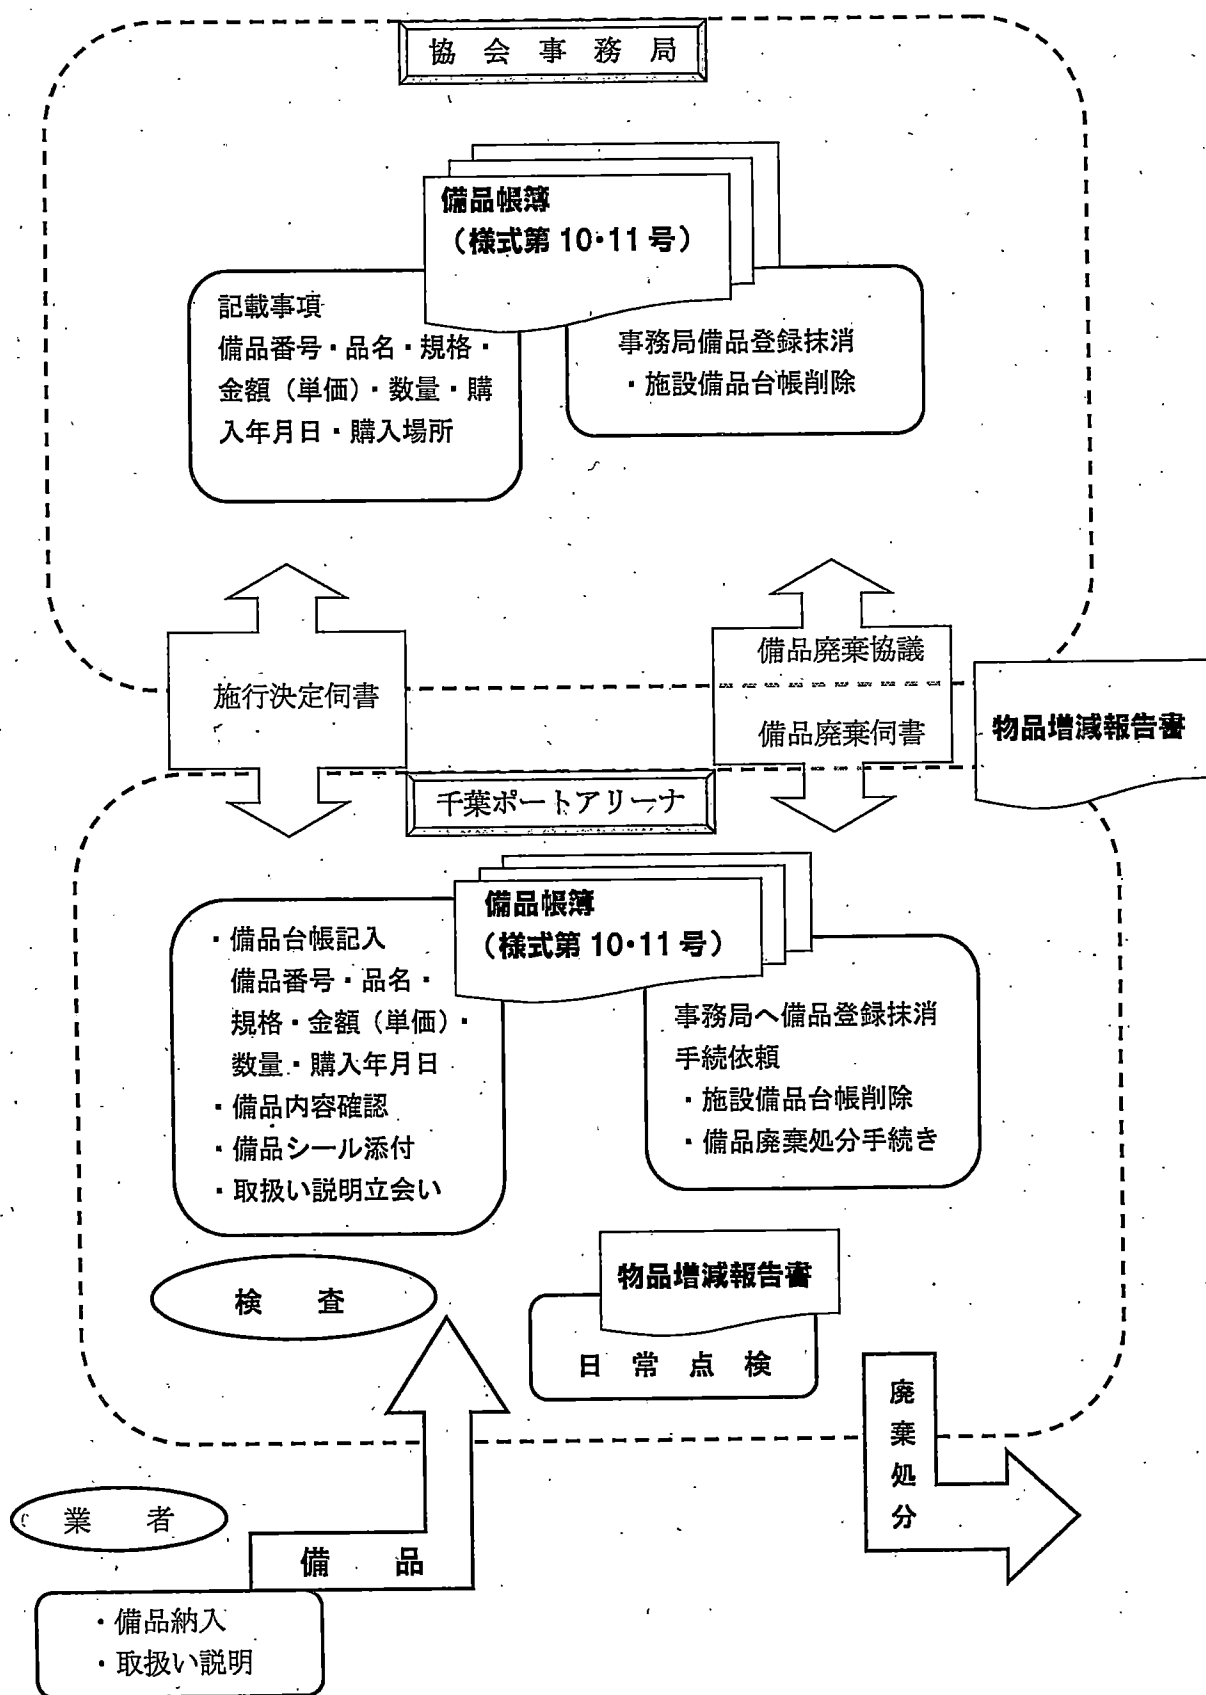 協会事務局
備品帳簿
（様式第10・11号）
記載事項
備品番号・品名・規格・
金額（単価）・数量・購
入年月日・購入場所
事務局備品登録抹消
・施設備品台帳削除
施行決定伺書
備品廃棄協議
備品廃棄伺書
物品増減報告書
千葉ポートアリーナ
備品帳簿
（様式第10・11号）
・備品台帳記入
備品番号・品名・
規格・金額（単価）・
数量・購入年月日
・備品内容確認
・備品シール添付
・取扱い説明立会い
事務局へ備品登録抹消
手続依頼
・施設備品台帳削除
・備品廃棄処分手続き
検査
物品増減報告書
日常点検
廃棄処分
業者
備品
・備品納入
・取扱い説明